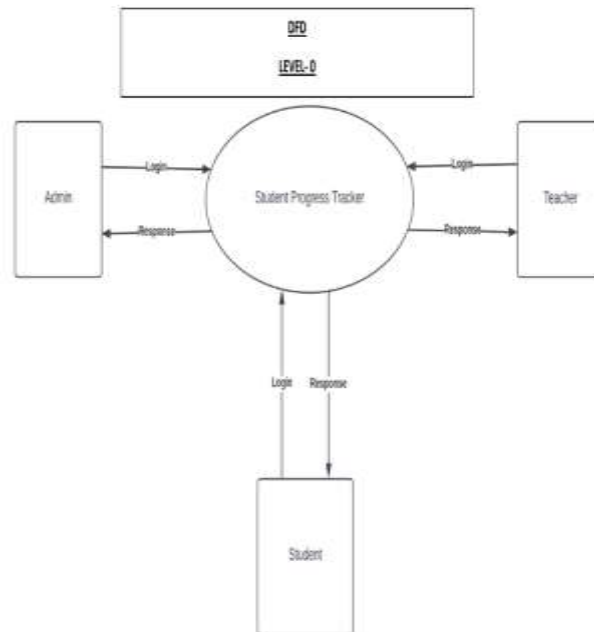 DFD
LEVEL- 0
Admin
Login
Response
Student Progress Tracker
Login
Response
Teacher
Login
Response
Student